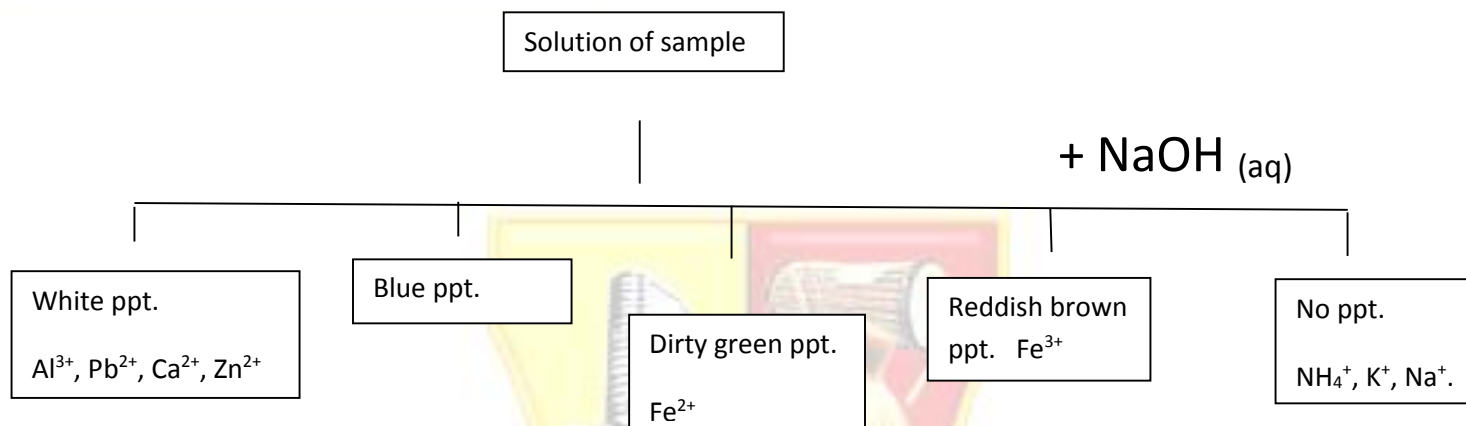 Solution of sample
+ NaOH (aq)
White ppt.
Al³⁺, Pb²⁺, Ca²⁺, Zn²⁺
Blue ppt.
Dirty green ppt.
Fe²⁺
Reddish brown
ppt. Fe³⁺
No ppt.
NH₄⁺, K⁺, Na⁺.